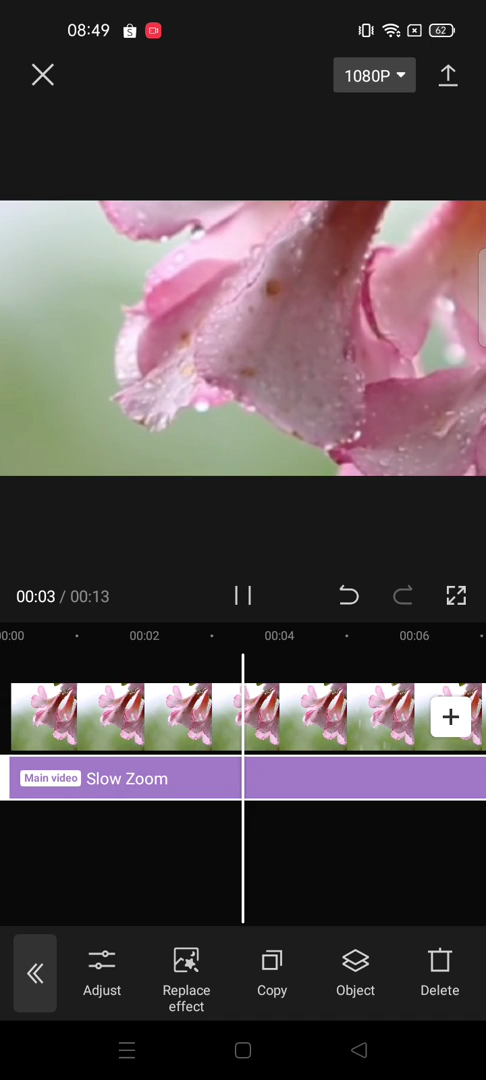 08:49
62
1080P
00:03 / 00:13
0:00
00:02
00:04
00:06
Main video Slow Zoom
Adjust
Replace
effect
Copy
Object
Delete